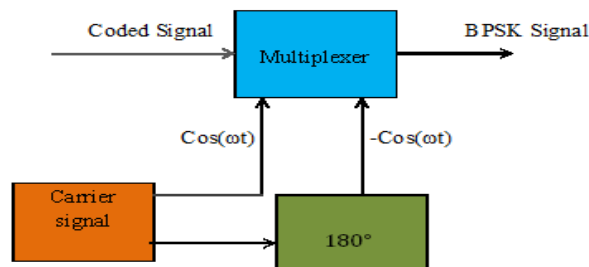 Coded Signal
BPSK Signal
Multiplexer
Cos(ωt)
-Cos(ωt)
Carrier
signal
180°